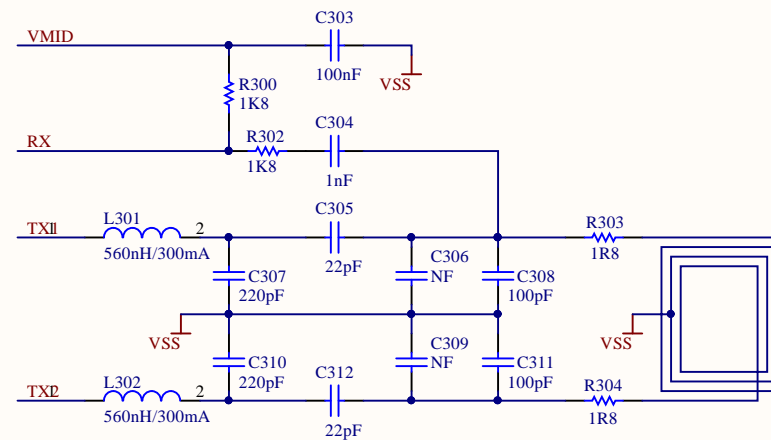 C303
VMID
100nF
VSS
R300
1K8
C304
RX
R302
1K8
1nF
C305
R303
TX1
L301
2
560nH/300mA
22pF
1R8
C307
220pF
C306
NF
C308
100pF
VSS
VSS
C310
220pF
C309
NF
C311
100pF
C312
R304
TX2
L302
2
560nH/300mA
22pF
1R8